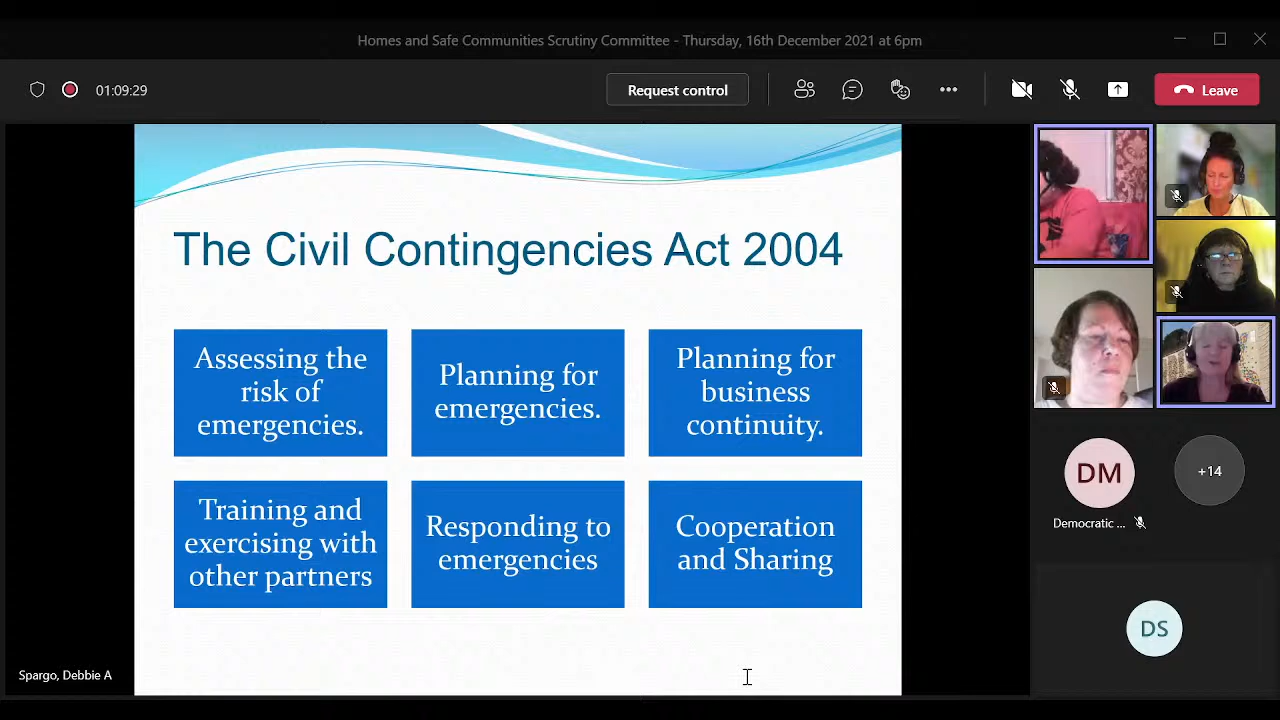 Homes and Safe Communities Scrutiny Committee - Thursday, 16th December 2021 at 6pm
01:09:29
Request control
Leave
The Civil Contingencies Act 2004
Assessing the
risk of
emergencies.
Planning for
emergencies.
Planning for
business
continuity.
Training and
exercising with
other partners
Responding to
emergencies
Cooperation
and Sharing
DM
+14
Democratic ...
DS
Spargo, Debbie A